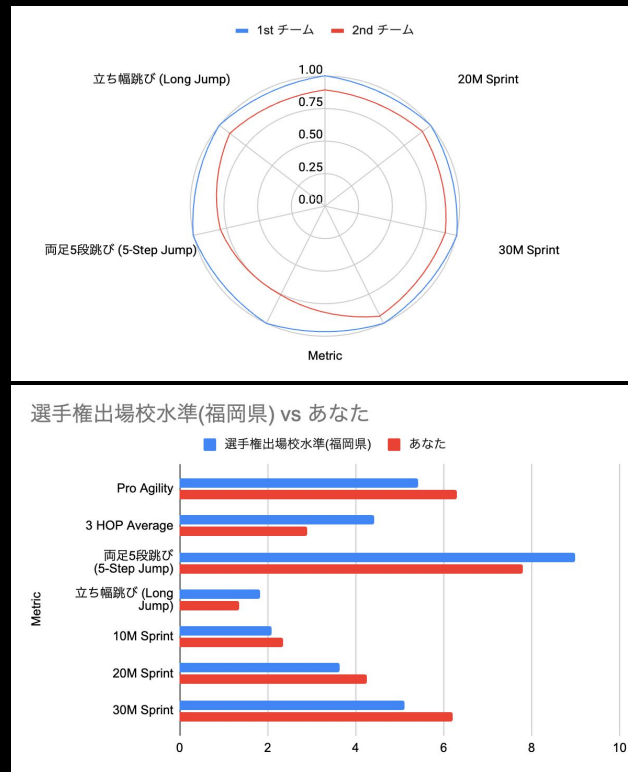 1st チーム 2nd チーム
1.00
立ち幅跳び (Long Jump)
20M Sprint
0.75
0.50
0.25
0.00
両足5段跳び (5-Step Jump)
30M Sprint
Metric
選手権出場校水準(福岡県) vs あなた
選手権出場校水準(福岡県) あなた
Metric
Pro Agility
3 HOP Average
両足5段跳び
(5-Step Jump)
立ち幅跳び (Long
Jump)
10M Sprint
20M Sprint
30M Sprint
0 2 4 6 8 10